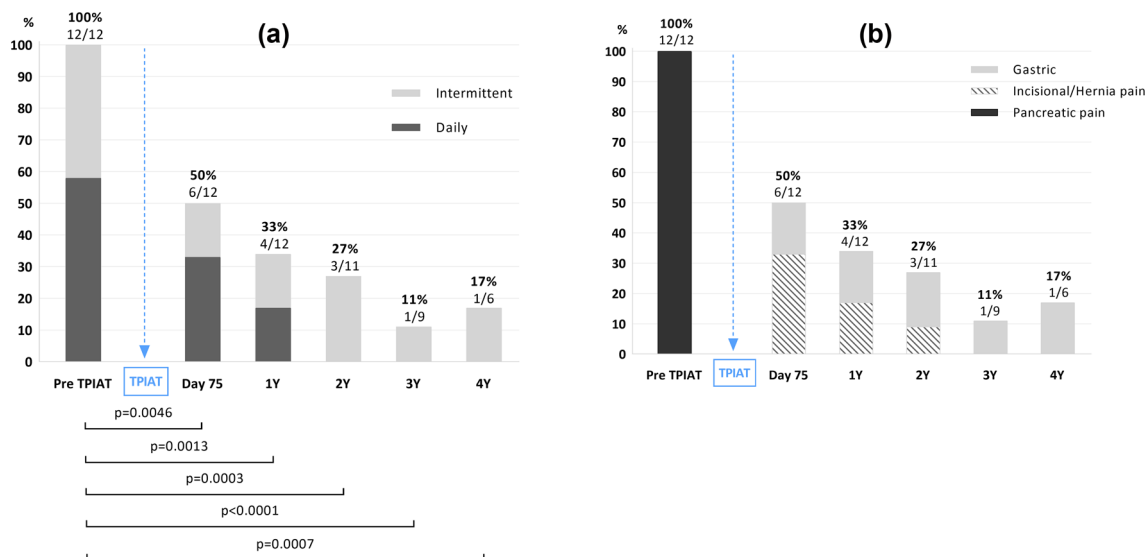 (a)
%
100%
12/12
100
90
80
70
60
50
40
30
20
10
0
Intermittent
Daily
50%
6/12
33%
4/12
27%
3/11
11%
1/9
17%
1/6
Pre TPIAT
TPIAT
Day 75
1Y
2Y
3Y
4Y
p=0.0046
p=0.0013
p=0.0003
p<0.0001
p=0.0007
(b)
%
100%
12/12
100
90
80
70
60
50
40
30
20
10
0
Gastric
Incisional/Hernia pain
Pancreatic pain
50%
6/12
33%
4/12
27%
3/11
11%
1/9
17%
1/6
Pre TPIAT
TPIAT
Day 75
1Y
2Y
3Y
4Y